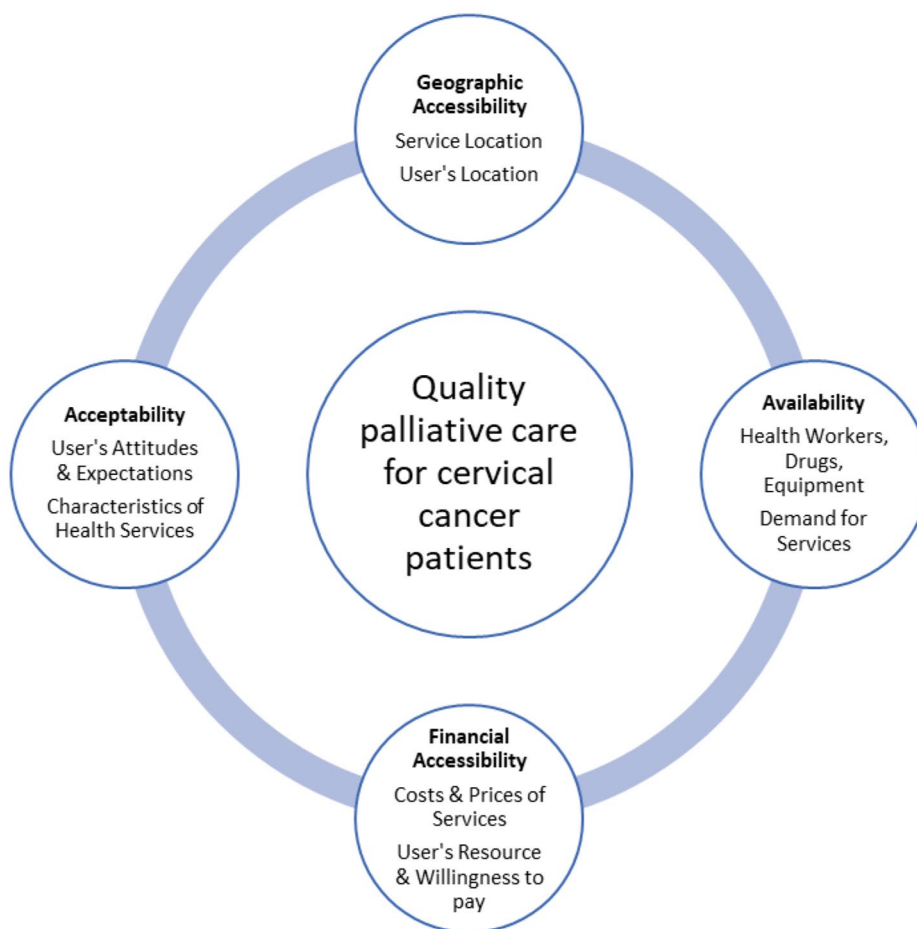 Geographic
Accessibility
Service Location
User's Location
Acceptability
User's Attitudes
& Expectations
Characteristics of
Health Services
Quality
palliative care
for cervical
cancer
patients
Availability
Health Workers,
Drugs,
Equipment
Demand for
Services
Financial
Accessibility
Costs & Prices of
Services
User's Resource
& Willingness to
pay